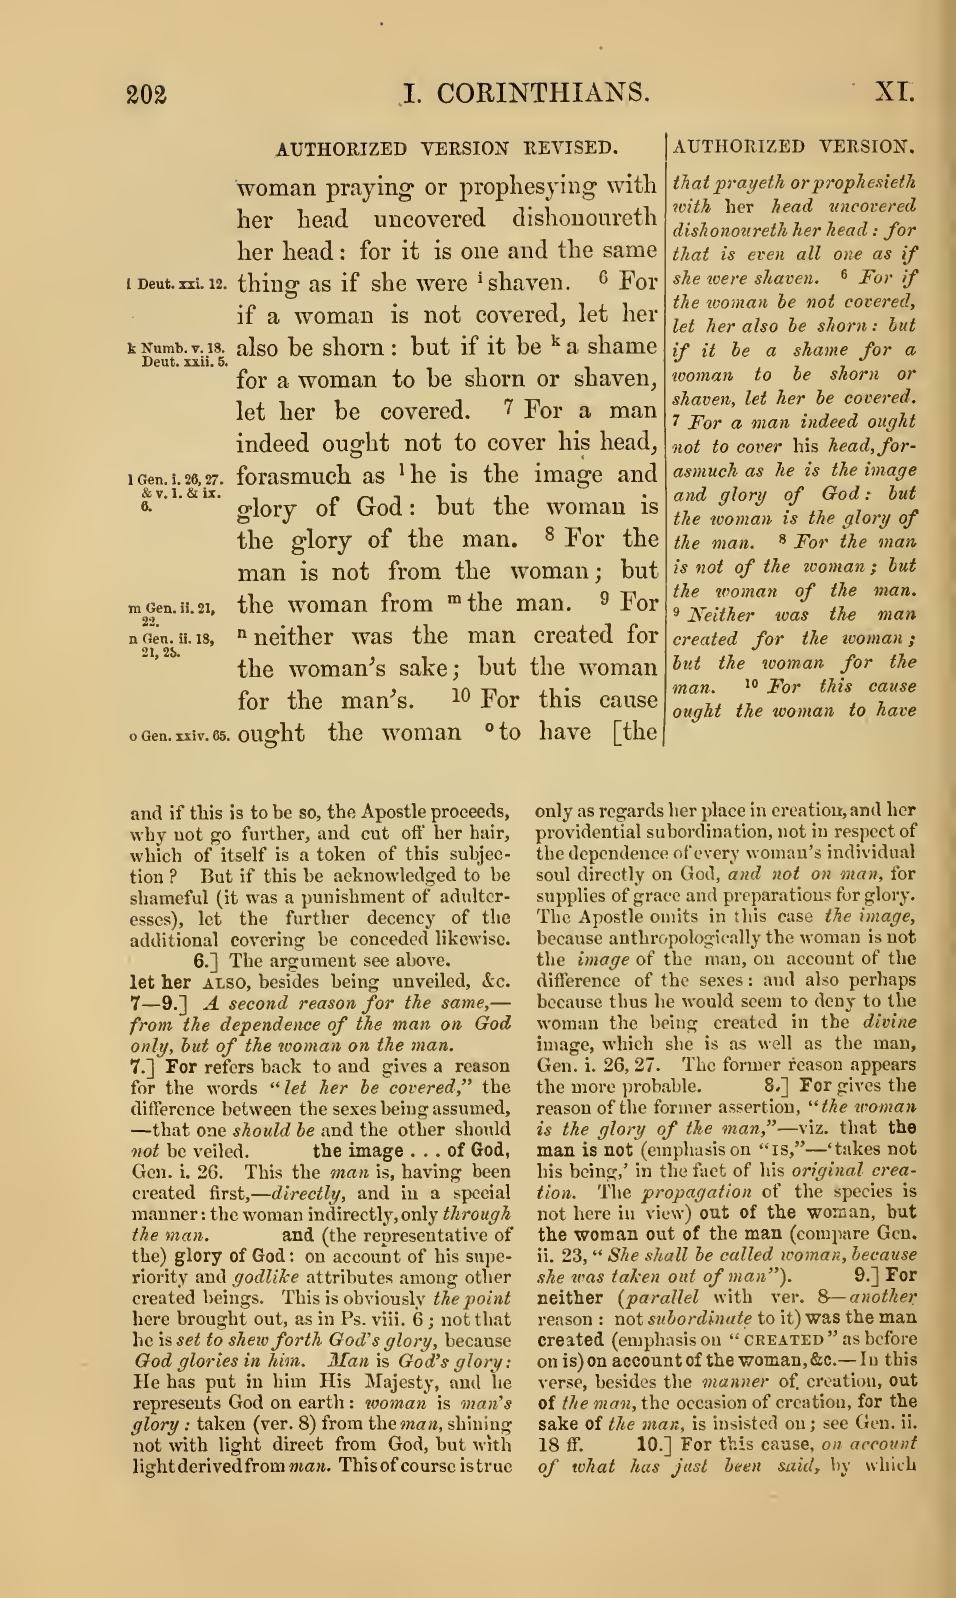 202
I. CORINTHIANS.
XI.
AUTHORIZED VERSION REVISED.
woman praying or prophesying with
her head uncovered dishonoureth
her head: for it is one and the same
thing as if she were i shaven. 6 For
if a woman is not covered, let her
also be shorn: but if it be k a shame
for a woman to be shorn or shaven,
let her be covered. 7 For a man
indeed ought not to cover his head,
forasmuch as l he is the image and
glory of God: but the woman is
the glory of the man. 8 For the
man is not from the woman; but
the woman from m the man. 9 For
n neither was the man created for
the woman's sake; but the woman
for the man's. 10 For this cause
ought the woman o to have [the
i Deut. xxi. 12.
k Numb. v. 18.
Deut. xxii. 5.
l Gen. i. 26, 27.
& v. 1. & ix.
6.
m Gen. ii. 21,
22.
n Gen. ii. 18,
21, 23.
o Gen. xxiv. 65.
AUTHORIZED VERSION.
that prayeth or prophesieth
with her head uncovered
dishonoureth her head: for
that is even all one as if
she were shaven. 6 For if
the woman be not covered,
let her also be shorn: but
if it be a shame for a
woman to be shorn or
shaven, let her be covered.
7 For a man indeed ought
not to cover his head, for-
asmuch as he is the image
and glory of God: but
the woman is the glory of
the man. 8 For the man
is not of the woman; but
the woman of the man.
9 Neither was the man
created for the woman;
but the woman for the
man. 10 For this cause
ought the woman to have
and if this is to be so, the Apostle proceeds,
why not go further, and cut off her hair,
which of itself is a token of this subjec-
tion? But if this be acknowledged to be
shameful (it was a punishment of adulter-
esses), let the further decency of the
additional covering be conceded likewise.
6.] The argument see above.
let her ALSO, besides being unveiled, &c.
7—9.] A second reason for the same,—
from the dependence of the man on God
only, but of the woman on the man.
7.] For refers back to and gives a reason
for the words "let her be covered," the
difference between the sexes being assumed,
—that one should be and the other should
not be veiled. the image . . . of God,
Gen. i. 26. This the man is, having been
created first,—directly, and in a special
manner: the woman indirectly, only through
the man. and (the representative of
the) glory of God: on account of his supe-
riority and godlike attributes among other
created beings. This is obviously the point
here brought out, as in Ps. viii. 6; not that
he is set to shew forth God's glory, because
God glories in him. Man is God's glory:
He has put in him His Majesty, and he
represents God on earth: woman is man's
glory: taken (ver. 8) from the man, shining
not with light direct from God, but with
light derived from man. This of course is true
only as regards her place in creation, and her
providential subordination, not in respect of
the dependence of every woman's individual
soul directly on God, and not on man, for
supplies of grace and preparations for glory.
The Apostle omits in this case the image,
because anthropologically the woman is not
the image of the man, on account of the
difference of the sexes: and also perhaps
because thus he would seem to deny to the
woman the being created in the divine
image, which she is as well as the man,
Gen. i. 26, 27. The former reason appears
the more probable. 8.] For gives the
reason of the former assertion, "the woman
is the glory of the man,"—viz. that the
man is not (emphasis on "IS,"—'takes not
his being,' in the fact of his original crea-
tion. The propagation of the species is
not here in view) out of the woman, but
the woman out of the man (compare Gen.
ii. 23, "She shall be called woman, because
she was taken out of man"). 9.] For
neither (parallel with ver. 8—another
reason: not subordinate to it) was the man
created (emphasis on "CREATED" as before
on is) on account of the woman, &c.—In this
verse, besides the manner of creation, out
of the man, the occasion of creation, for the
sake of the man, is insisted on; see Gen. ii.
18 ff. 10.] For this cause, on account
of what has just been said, by which